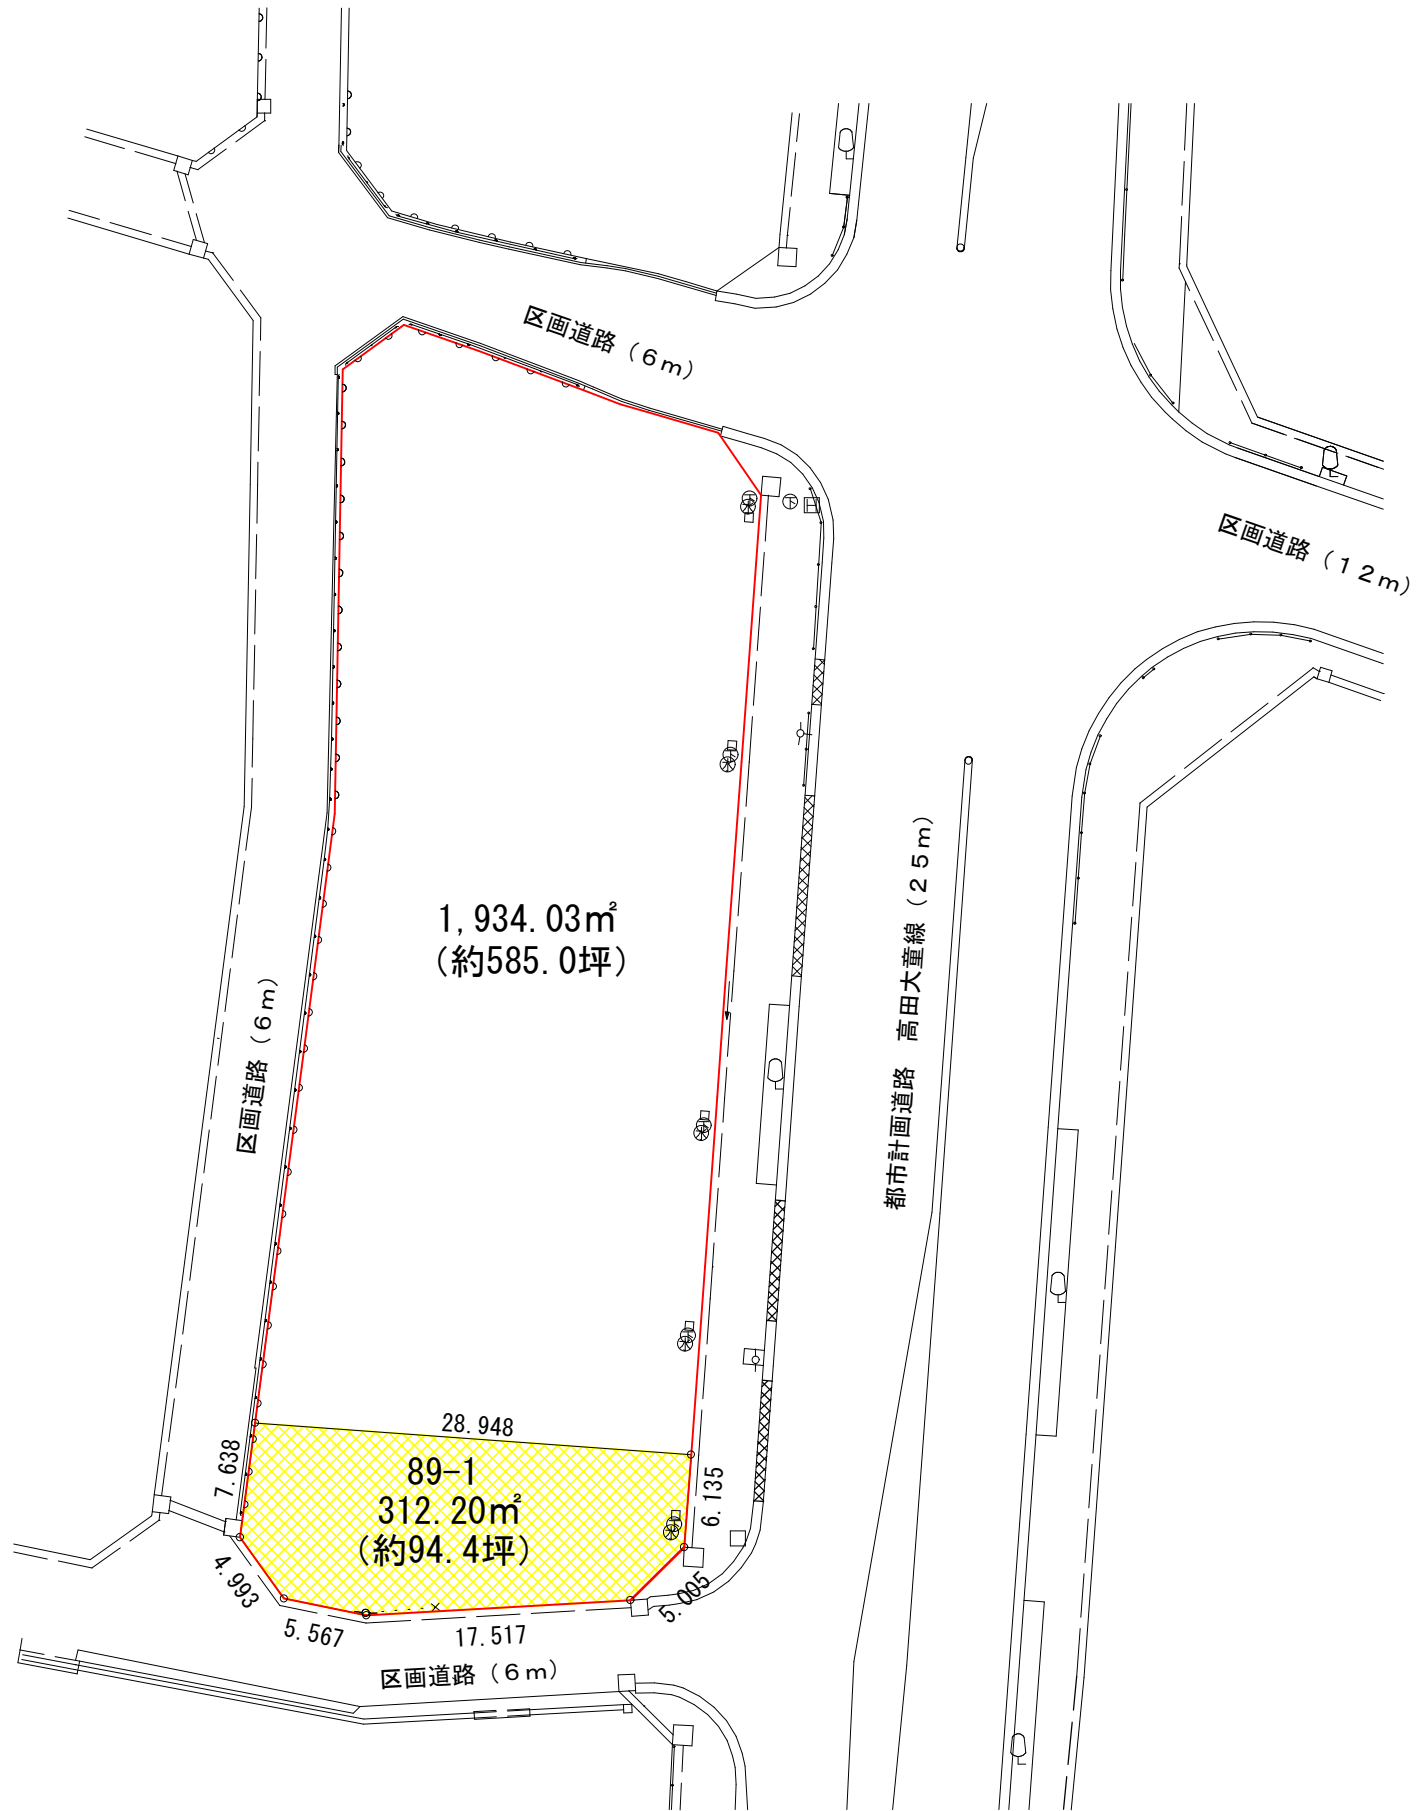 区画道路（６ｍ）
区画道路（１２ｍ）
1,934.03㎡
（約585.0坪）
都市計画道路　高田大童線（２５ｍ）
区画道路（６ｍ）
28.948
7.638
89-1
312.20㎡
（約94.4坪）
6.135
4.993
5.567
17.517
5.005
区画道路（６ｍ）